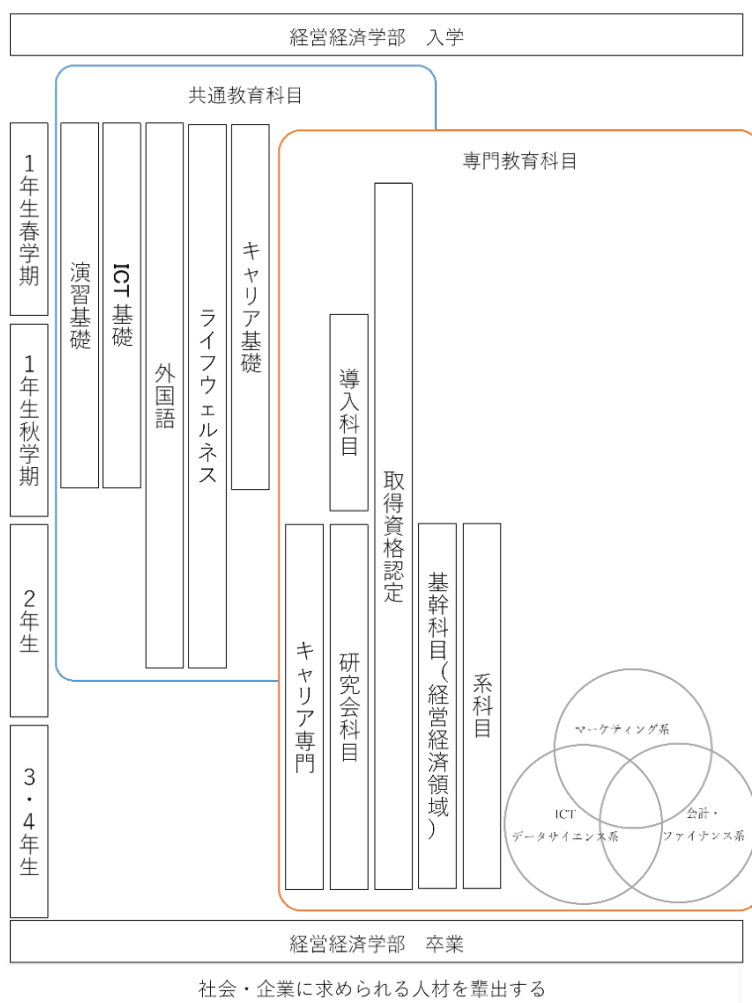 経営経済学部　入学
共通教育科目
専門教育科目
1年生春学期
1年生秋学期
2年生
3・4年生
演習基礎
ICT 基礎
外国語
ライフウェルネス
キャリア基礎
導入科目
取得資格認定
キャリア専門
研究会科目
基幹科目(経営経済領域)
系科目
マーケティング系
ICT
データサイエンス系
会計・
ファイナンス系
経営経済学部　卒業
社会・企業に求められる人材を輩出する